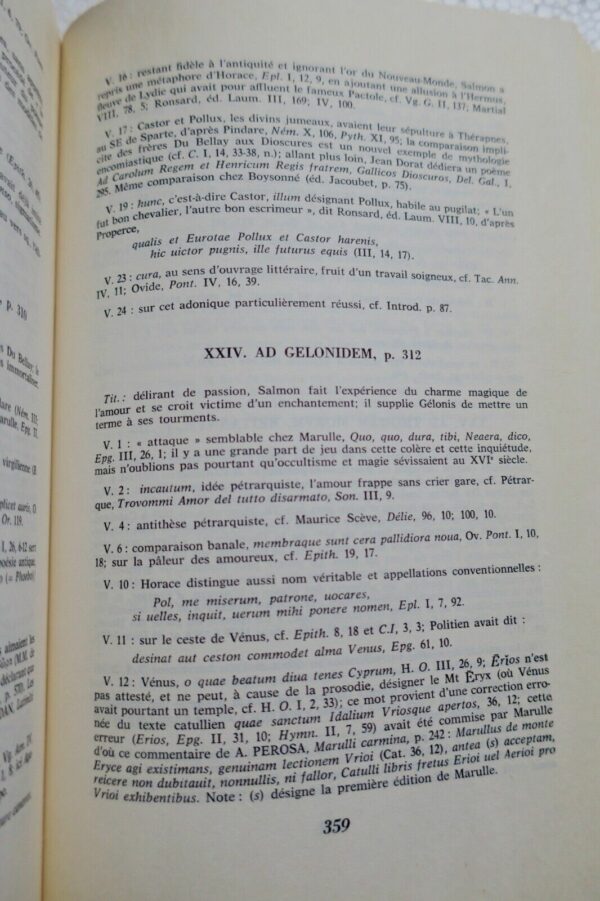 V. 16 : restant fidèle à l'antiquité et ignorant l'or du Nouveau-Monde, Salmon a
repris une métaphore d'Horace, Epl. I, 12, 9, en ajoutant une allusion à l'Hermus,
fleuve de Lydie qui avait pour affluent le fameux Pactole, cf. Vg. G. II, 137; Martial
VIII, 78, 5; Ronsard, éd. Laum. III, 169; IV, 100.
V. 17 : Castor et Pollux, les divins jumeaux, avaient leur sépulture à Thérapnes,
au SE de Sparte, d'après Pindare, Ném. X, 106, Pyth. XI, 95; la comparaison impli-
cite des frères Du Bellay aux Dioscures est un nouvel exemple de mythologie
encomiastique (cf. C. I, 14, 33-38, n.); allant plus loin, Jean Dorat dédiera un poème
Ad Carolum Regem et Henricum Regis fratrem, Gallicos Dioscuros, Del. Gal., I,
295. Même comparaison chez Boysonné (éd. Jacoubet, p. 75).
V. 19 : hunc, c'est-à-dire Castor, illum désignant Pollux, habile au pugilat; « L'un
fut bon chevalier, l'autre bon escrimeur », dit Ronsard, éd. Laum. VIII, 10, d'après
Properce,
qualis et Eurotae Pollux et Castor harenis,
hic uictor pugnis, ille futurus equis (III, 14, 17).
V. 23 : cura, au sens d'ouvrage littéraire, fruit d'un travail soigneux, cf. Tac. Ann.
IV, 11; Ovide, Pont. IV, 16, 39.
V. 24 : sur cet adonique particulièrement réussi, cf. Introd. p. 87.
XXIV. AD GELONIDEM, p. 312
Tit. : délirant de passion, Salmon fait l'expérience du charme magique de
l'amour et se croit victime d'un enchantement; il supplie Gélonis de mettre un
terme à ses tourments.
V. 1 : « attaque » semblable chez Marulle, Quo, quo, dura, tibi, Neaera, dico,
Epg. III, 26, 1; il y a une grande part de jeu dans cette colère et cette inquiétude,
mais n'oublions pas pourtant qu'occultisme et magie sévissaient au XVIe siècle.
V. 2 : incautum, idée pétrarquiste, l'amour frappe sans crier gare, cf. Pétrar-
que, Trovommi Amor del tutto disarmato, Son. III, 9.
V. 4 : antithèse pétrarquiste, cf. Maurice Scève, Délie, 96, 10; 100, 10.
V. 6 : comparaison banale, membraque sunt cera pallidiora noua, Ov. Pont. I, 10,
18; sur la pâleur des amoureux, cf. Epith. 19, 17.
V. 10 : Horace distingue aussi nom véritable et appellations conventionnelles :
Pol, me miserum, patrone, uocares,
si uelles, inquit, uerum mihi ponere nomen, Epl. I, 7, 92.
V. 11 : sur le ceste de Vénus, cf. Epith. 8, 18 et C.I, 3, 3; Politien avait dit :
desinat aut ceston commodet alma Venus, Epg. 61, 10.
V. 12 : Vénus, o quae beatum diua tenes Cyprum, H. O. III, 26, 9; Ĕrĭos n'est
pas attesté, et ne peut, à cause de la prosodie, désigner le Mt Ĕryx (où Vénus
avait pourtant un temple, cf. H. O. I, 2, 33); ce mot provient d'une correction erro-
née du texte catullien quae sanctum Idalium Vriosque apertos, 36, 12; cette
erreur (Erios, Epg. II, 31, 10; Hymn. II, 7, 59) avait été commise par Marulle
d'où ce commentaire de A. PEROSA, Marulli carmina, p. 242 : Marullus de monte
Eryce agi existimans, genuinam lectionem Vrioi (Cat. 36, 12), antea (s) acceptam,
reicere non dubitauit, nonnullis, ni fallor, Catulli libris fretus Erioi uel Aerioi pro
Vrioi exhibentibus. Note : (s) désigne la première édition de Marulle.
359